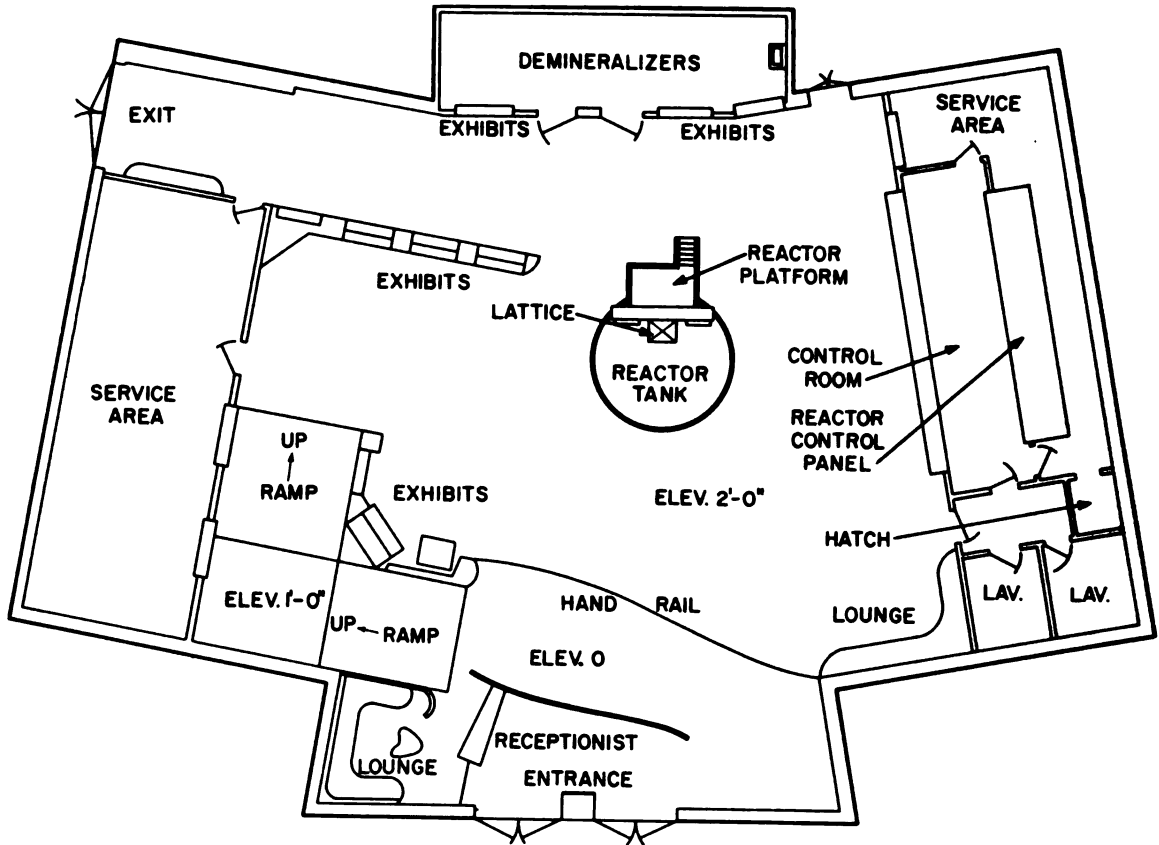 DEMINERALIZERS
EXIT
EXHIBITS
EXHIBITS
SERVICE
AREA
REACTOR
PLATFORM
EXHIBITS
LATTICE
REACTOR
TANK
CONTROL
ROOM
SERVICE
AREA
REACTOR
CONTROL
PANEL
UP
RAMP
EXHIBITS
ELEV. 2'-0"
HATCH
ELEV. 1'-0"
HAND RAIL
LOUNGE
LAV.
LAV.
UP
RAMP
ELEV. 0
RECEPTIONIST
LOUNGE
ENTRANCE